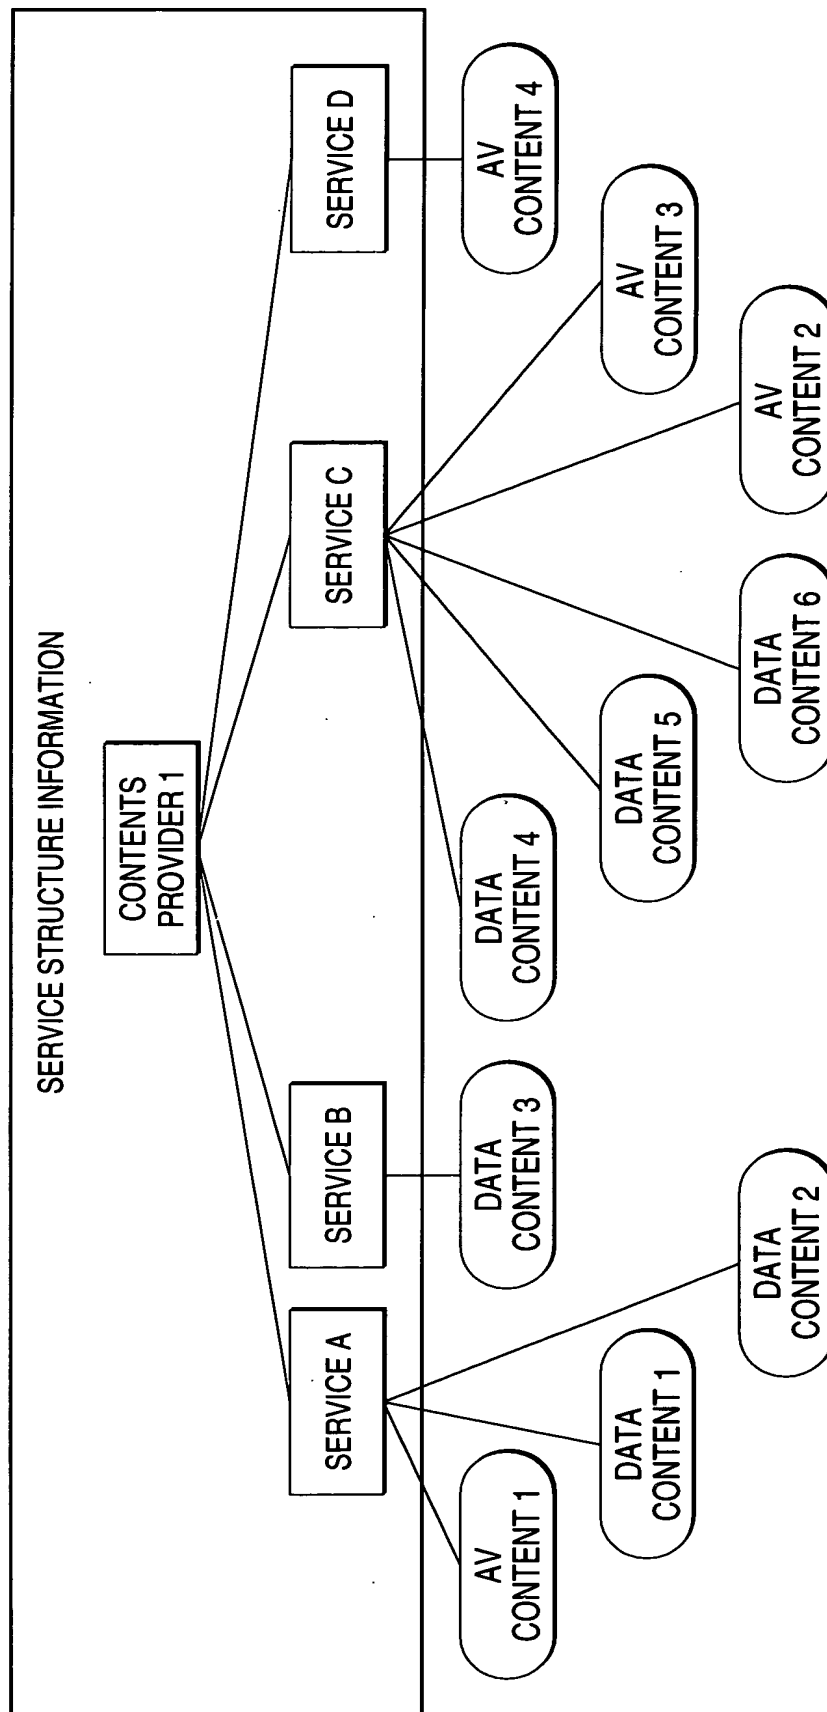 SERVICE STRUCTURE INFORMATION
CONTENTS
PROVIDER 1
SERVICE A
SERVICE B
SERVICE C
SERVICE D
AV
CONTENT 1
DATA
CONTENT 3
DATA
CONTENT 4
AV
CONTENT 4
DATA
CONTENT 1
DATA
CONTENT 5
AV
CONTENT 3
DATA
CONTENT 2
DATA
CONTENT 6
AV
CONTENT 2